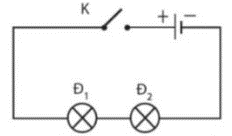 K
+ −
Đ₁ Đ₂